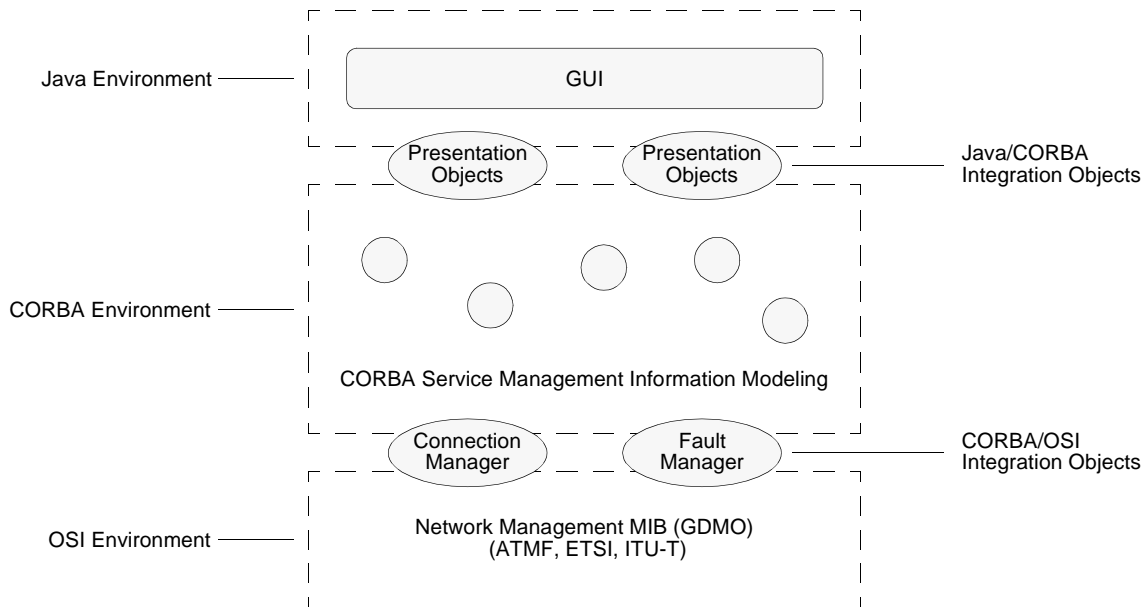 Java Environment
GUI
Presentation
Objects
Presentation
Objects
Java/CORBA
Integration Objects
CORBA Environment
CORBA Service Management Information Modeling
Connection
Manager
Fault
Manager
CORBA/OSI
Integration Objects
OSI Environment
Network Management MIB (GDMO)
(ATMF, ETSI, ITU-T)